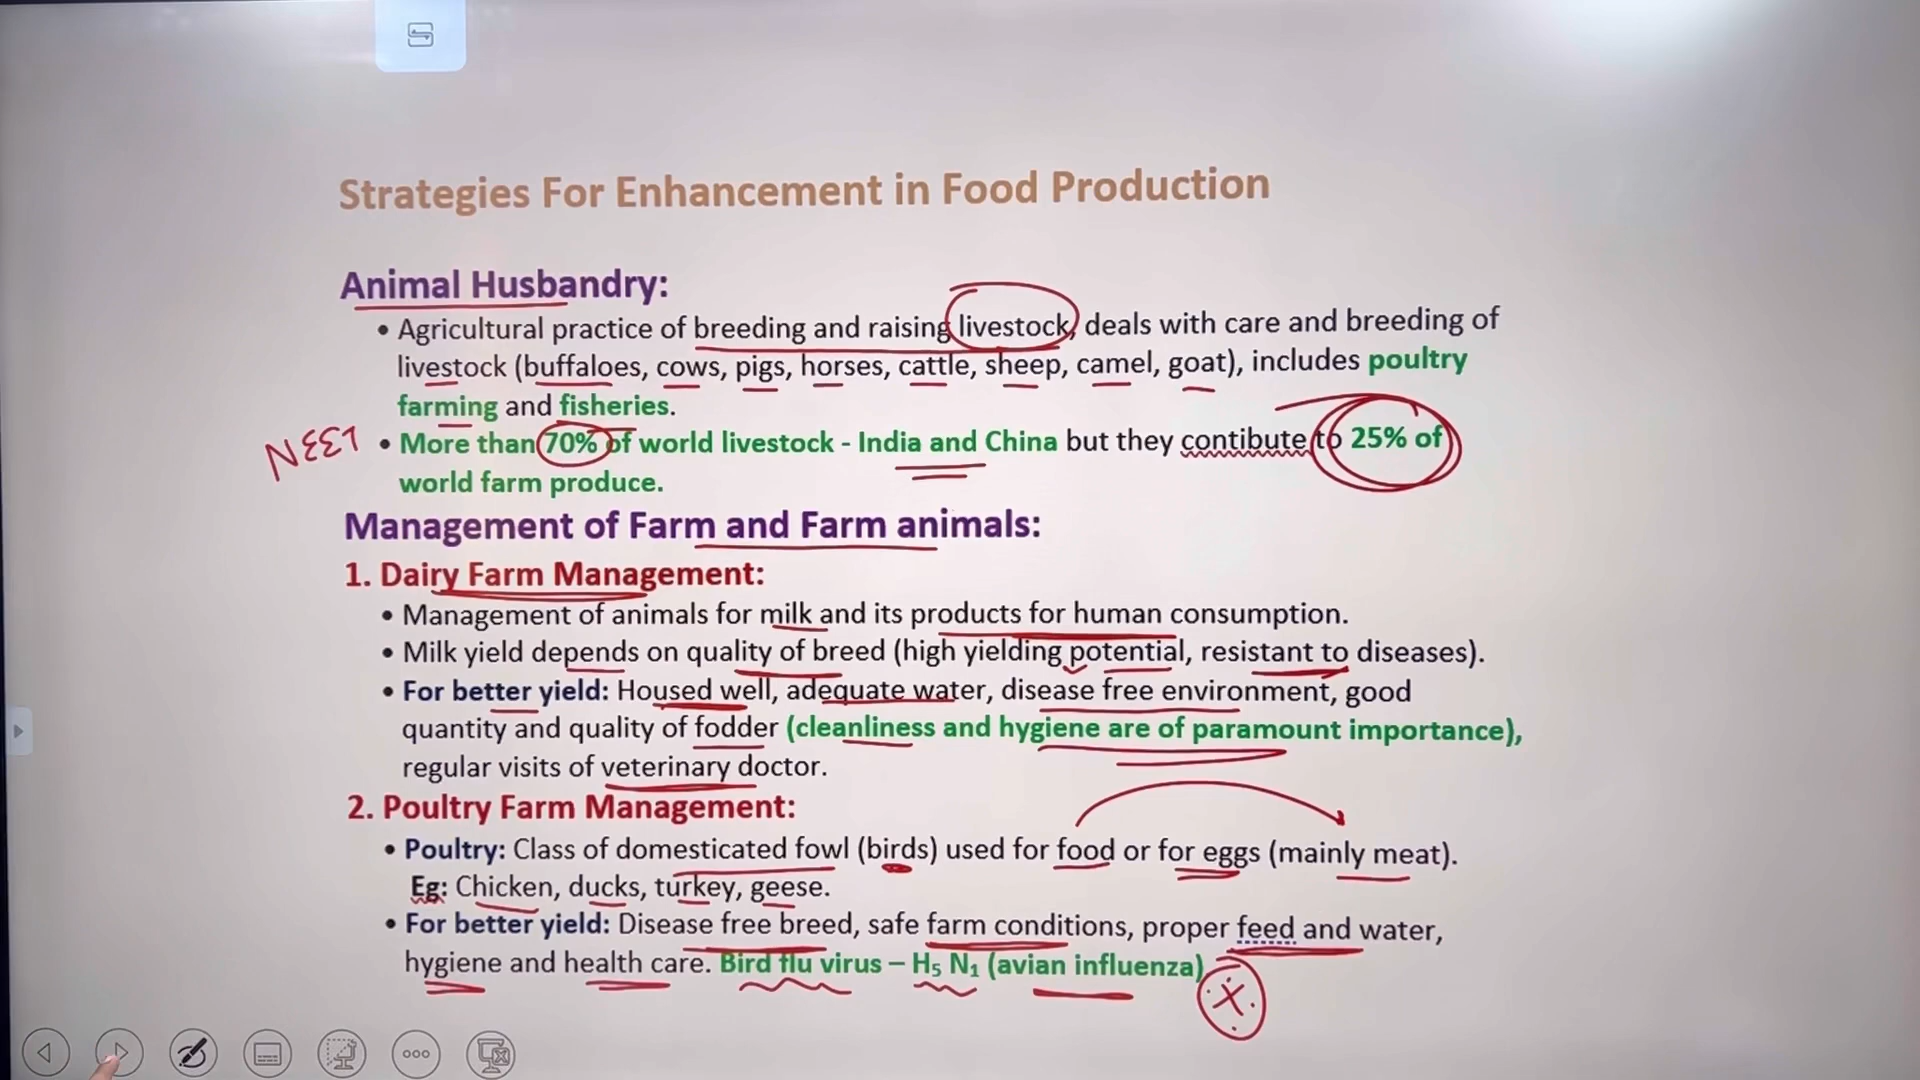 Strategies For Enhancement in Food Production
Animal Husbandry:
• Agricultural practice of breeding and raising livestock, deals with care and breeding of
livestock (buffaloes, cows, pigs, horses, cattle, sheep, camel, goat), includes poultry
farming and fisheries.
NEET
• More than 70% of world livestock - India and China but they contibute to 25% of
world farm produce.
Management of Farm and Farm animals:
1. Dairy Farm Management:
• Management of animals for milk and its products for human consumption.
• Milk yield depends on quality of breed (high yielding potential, resistant to diseases).
• For better yield: Housed well, adequate water, disease free environment, good
quantity and quality of fodder (cleanliness and hygiene are of paramount importance),
regular visits of veterinary doctor.
2. Poultry Farm Management:
• Poultry: Class of domesticated fowl (birds) used for food or for eggs (mainly meat).
Eg: Chicken, ducks, turkey, geese.
• For better yield: Disease free breed, safe farm conditions, proper feed and water,
hygiene and health care. Bird flu virus – H₅ N₁ (avian influenza)